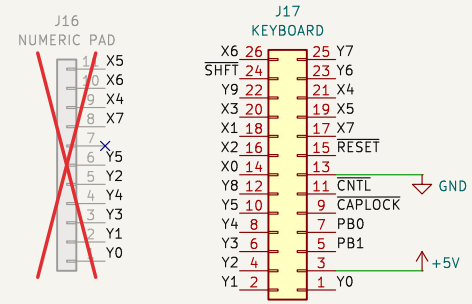 J16
NUMERIC PAD
11 X5
10 X6
9 X4
8 X7
7
6 Y5
5 Y2
4 Y4
3 Y3
2 Y1
1 Y0
J17
KEYBOARD
X6 26 25 Y7
SHFT 24 23 Y6
Y9 22 21 X4
X3 20 19 X5
X1 18 17 X7
X2 16 15 RESET
X0 14 13
GND
Y8 12 11 CNTL
Y5 10 9 CAPLOCK
Y4 8 7 PB0
Y3 6 5 PB1
Y2 4 3
+5V
Y1 2 1 Y0